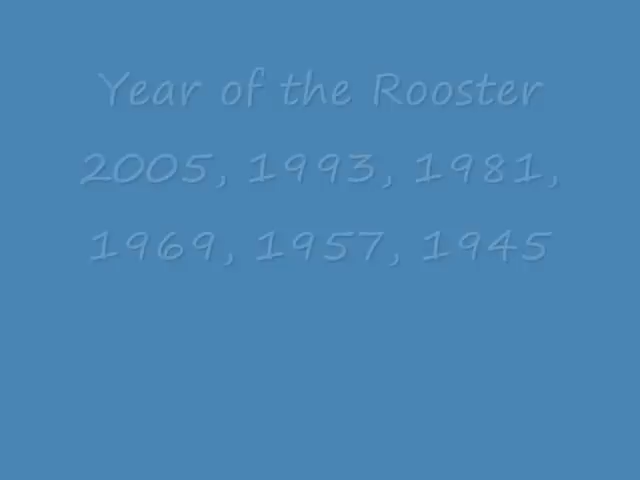 Year of the Rooster
2005, 1993, 1981,
1969, 1957, 1945